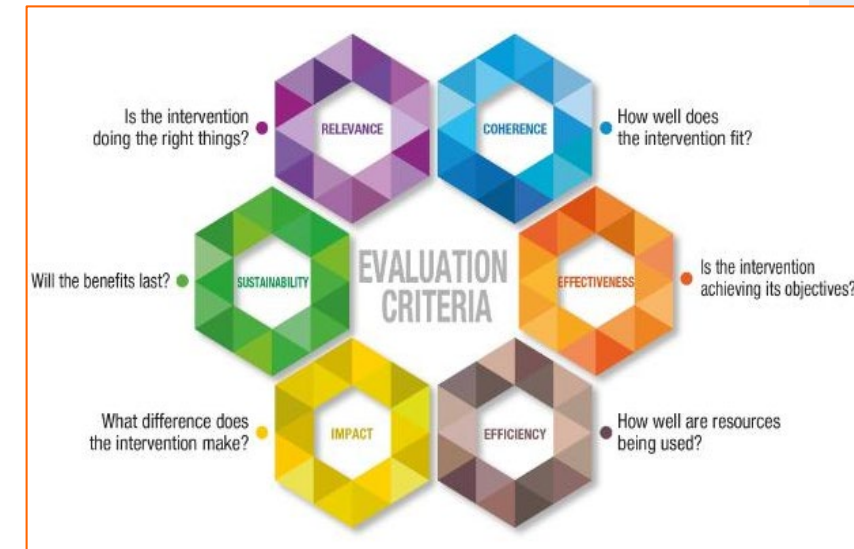 Is the intervention
doing the right things?
RELEVANCE
COHERENCE
How well does
the intervention fit?
Will the benefits last?
SUSTAINABILITY
EVALUATION
CRITERIA
EFFECTIVENESS
Is the intervention
achieving its objectives?
What difference does
the intervention make?
IMPACT
EFFICIENCY
How well are resources
being used?